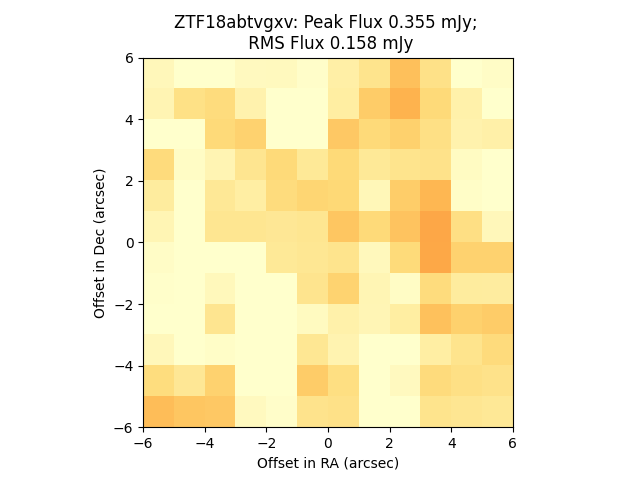 ZTF18abtvgxv: Peak Flux 0.355 mJy;
RMS Flux 0.158 mJy
6
4
2
0
−2
−4
−6
Offset in Dec (arcsec)
−6 −4 −2 0 2 4 6
Offset in RA (arcsec)